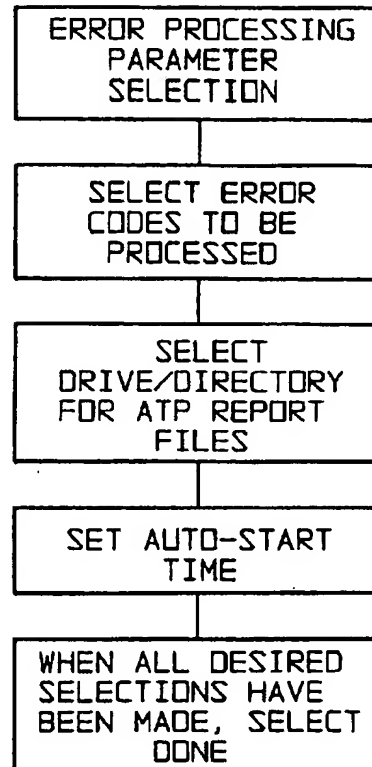 ERROR PROCESSING
PARAMETER
SELECTION
SELECT ERROR
CODES TO BE
PROCESSED
SELECT
DRIVE/DIRECTORY
FOR ATP REPORT
FILES
SET AUTO-START
TIME
WHEN ALL DESIRED
SELECTIONS HAVE
BEEN MADE, SELECT
DONE